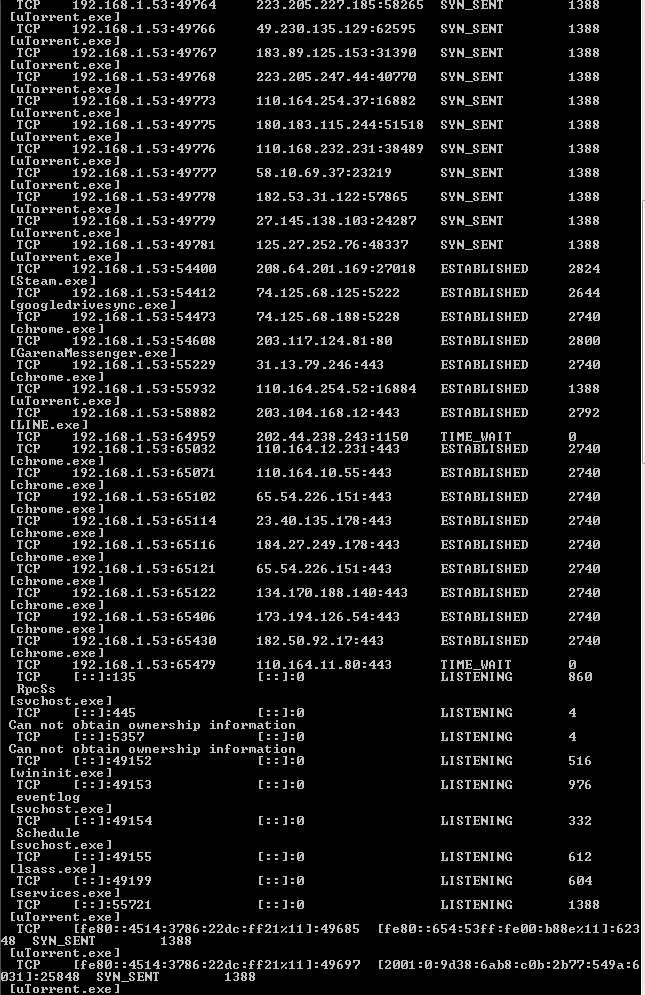 TCP 192.168.1.53:49764 223.205.227.185:58265 SYN_SENT 1388
[uTorrent.exe]
TCP 192.168.1.53:49766 49.230.135.129:62595 SYN_SENT 1388
[uTorrent.exe]
TCP 192.168.1.53:49767 183.89.125.153:31390 SYN_SENT 1388
[uTorrent.exe]
TCP 192.168.1.53:49768 223.205.247.44:40770 SYN_SENT 1388
[uTorrent.exe]
TCP 192.168.1.53:49773 110.164.254.37:16882 SYN_SENT 1388
[uTorrent.exe]
TCP 192.168.1.53:49775 180.183.115.244:51518 SYN_SENT 1388
[uTorrent.exe]
TCP 192.168.1.53:49776 110.168.232.231:38489 SYN_SENT 1388
[uTorrent.exe]
TCP 192.168.1.53:49777 58.10.69.37:23219 SYN_SENT 1388
[uTorrent.exe]
TCP 192.168.1.53:49778 182.53.31.122:57865 SYN_SENT 1388
[uTorrent.exe]
TCP 192.168.1.53:49779 27.145.138.103:24287 SYN_SENT 1388
[uTorrent.exe]
TCP 192.168.1.53:49781 125.27.252.76:48337 SYN_SENT 1388
[uTorrent.exe]
TCP 192.168.1.53:54400 208.64.201.169:27018 ESTABLISHED 2824
[Steam.exe]
TCP 192.168.1.53:54412 74.125.68.125:5222 ESTABLISHED 2644
[googledrivesync.exe]
TCP 192.168.1.53:54473 74.125.68.188:5228 ESTABLISHED 2740
[chrome.exe]
TCP 192.168.1.53:54608 203.117.124.81:80 ESTABLISHED 2800
[GarenaMessenger.exe]
TCP 192.168.1.53:55229 31.13.79.246:443 ESTABLISHED 2740
[chrome.exe]
TCP 192.168.1.53:55932 110.164.254.52:16884 ESTABLISHED 1388
[uTorrent.exe]
TCP 192.168.1.53:58882 203.104.168.12:443 ESTABLISHED 2792
[LINE.exe]
TCP 192.168.1.53:64959 202.44.238.243:1150 TIME_WAIT 0
TCP 192.168.1.53:65032 110.164.12.231:443 ESTABLISHED 2740
[chrome.exe]
TCP 192.168.1.53:65071 110.164.10.55:443 ESTABLISHED 2740
[chrome.exe]
TCP 192.168.1.53:65102 65.54.226.151:443 ESTABLISHED 2740
[chrome.exe]
TCP 192.168.1.53:65114 23.40.135.178:443 ESTABLISHED 2740
[chrome.exe]
TCP 192.168.1.53:65116 184.27.249.178:443 ESTABLISHED 2740
[chrome.exe]
TCP 192.168.1.53:65121 65.54.226.151:443 ESTABLISHED 2740
[chrome.exe]
TCP 192.168.1.53:65122 134.170.188.140:443 ESTABLISHED 2740
[chrome.exe]
TCP 192.168.1.53:65406 173.194.126.54:443 ESTABLISHED 2740
[chrome.exe]
TCP 192.168.1.53:65430 182.50.92.17:443 ESTABLISHED 2740
[chrome.exe]
TCP 192.168.1.53:65479 110.164.11.80:443 TIME_WAIT 0
TCP [::]:135 [::]:0 LISTENING 860
RpcSs
[svchost.exe]
TCP [::]:445 [::]:0 LISTENING 4
Can not obtain ownership information
TCP [::]:5357 [::]:0 LISTENING 4
Can not obtain ownership information
TCP [::]:49152 [::]:0 LISTENING 516
[wininit.exe]
TCP [::]:49153 [::]:0 LISTENING 976
eventlog
[svchost.exe]
TCP [::]:49154 [::]:0 LISTENING 332
Schedule
[svchost.exe]
TCP [::]:49155 [::]:0 LISTENING 612
[lsass.exe]
TCP [::]:49199 [::]:0 LISTENING 604
[services.exe]
TCP [::]:55721 [::]:0 LISTENING 1388
[uTorrent.exe]
TCP [fe80::4514:3786:22dc:ff21%11]:49685 [fe80::654:53ff:fe00:b88e%11]:623
48 SYN_SENT 1388
[uTorrent.exe]
TCP [fe80::4514:3786:22dc:ff21%11]:49697 [2001:0:9d38:6ab8:c0b:2b77:549a:6
031]:25848 SYN_SENT 1388
[uTorrent.exe]